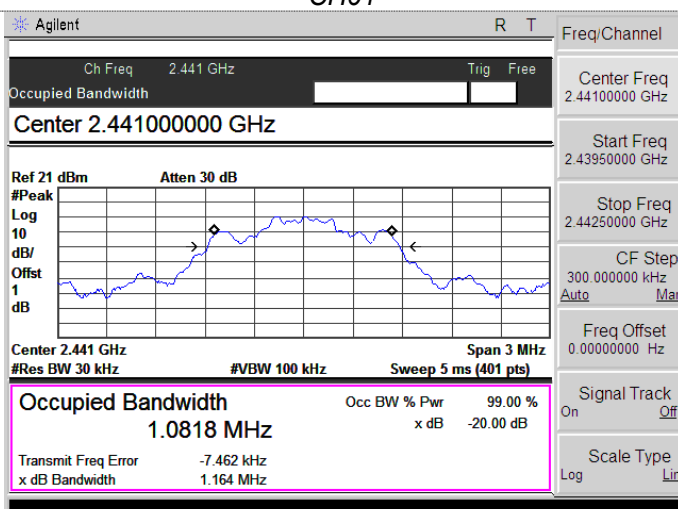 Agilent R T
Ch Freq 2.441 GHz Trig Free
Occupied Bandwidth
Center 2.441000000 GHz
Ref 21 dBm Atten 30 dB
#Peak
Log
10
dB/
Offst
1
dB
Center 2.441 GHz Span 3 MHz
#Res BW 30 kHz #VBW 100 kHz Sweep 5 ms (401 pts)
Occupied Bandwidth Occ BW % Pwr 99.00 %
1.0818 MHz x dB -20.00 dB
Transmit Freq Error -7.462 kHz
x dB Bandwidth 1.164 MHz
Freq/Channel
Center Freq
2.44100000 GHz
Start Freq
2.43950000 GHz
Stop Freq
2.44250000 GHz
CF Step
300.000000 kHz
Auto Man
Freq Offset
0.00000000 Hz
Signal Track
On Off
Scale Type
Log Lin